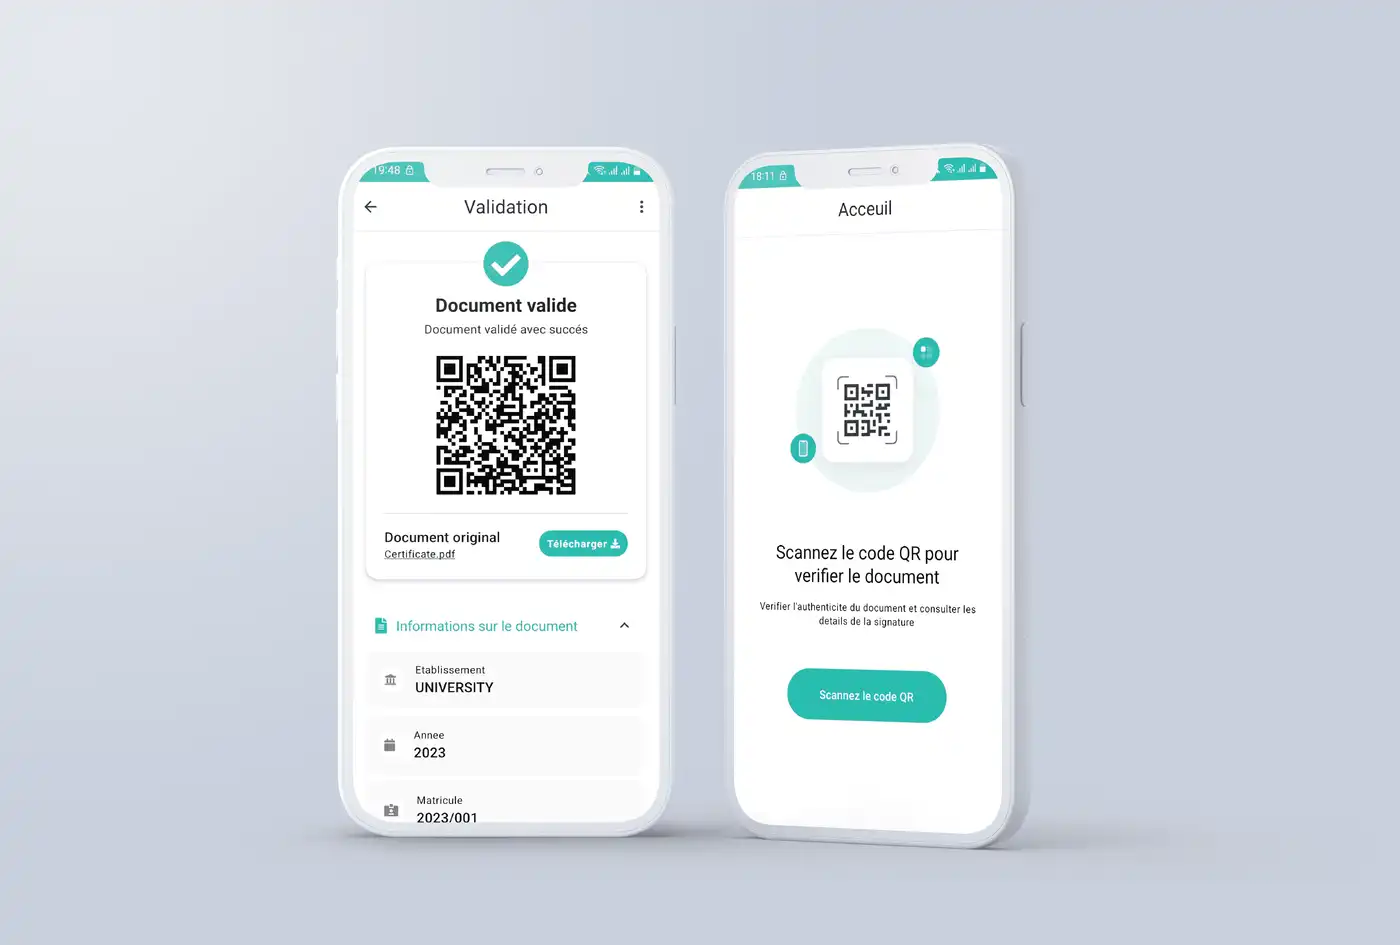 19:48
Validation
Document valide
Document validé avec succés
Document original
Certificate.pdf
Télécharger
Informations sur le document
Etablissement
UNIVERSITY
Annee
2023
Matricule
2023/001
18:11
Acceuil
Scannez le code QR pour
verifier le document
Verifier l'authenticite du document et consulter les
details de la signature
Scannez le code QR